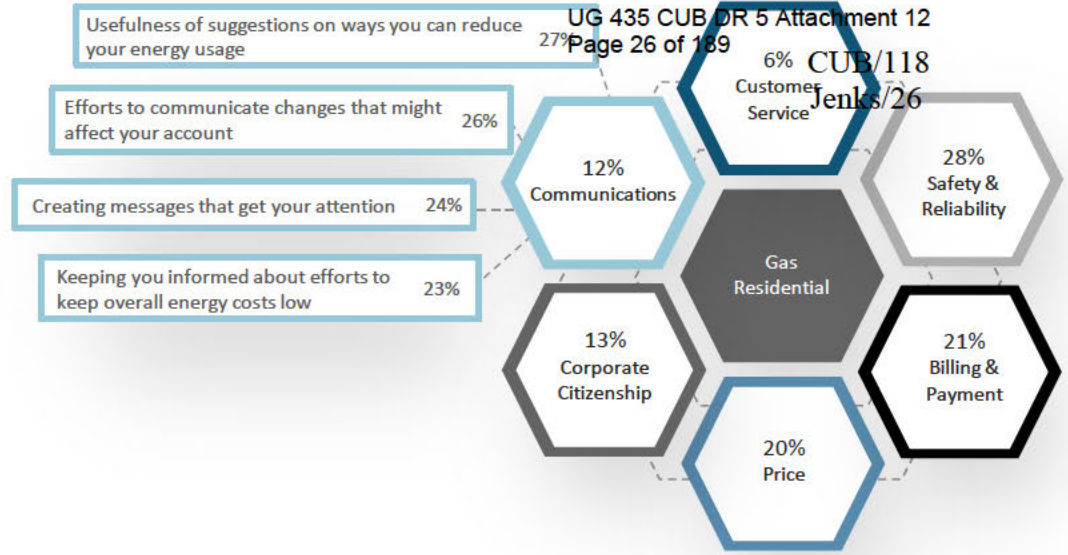 UG 435 CUB DR 5 Attachment 12
Page 26 of 189
CUB/118
Jenks/26
Usefulness of suggestions on ways you can reduce
your energy usage
27%
Efforts to communicate changes that might
affect your account
26%
Creating messages that get your attention 24%
Keeping you informed about efforts to
keep overall energy costs low
23%
6%
Customer
Service
12%
Communications
28%
Safety &
Reliability
Gas
Residential
13%
Corporate
Citizenship
21%
Billing &
Payment
20%
Price